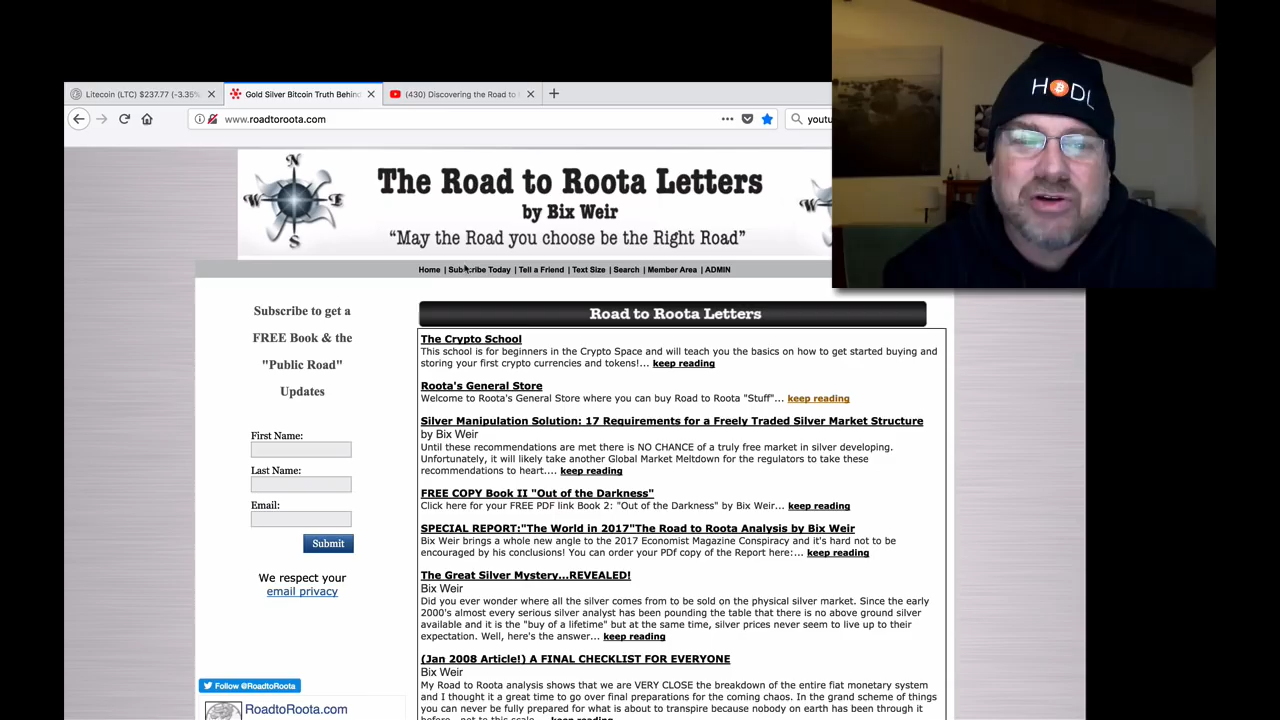 Litecoin (LTC) $237.77 (-3.35%
Gold Silver Bitcoin Truth Behind
(430) Discovering the Road to
www.roadtoroota.com
youtu
HODL
The Road to Roota Letters
by Bix Weir
“May the Road you choose be the Right Road”
N
W
E
S
W
Home | Subscribe Today | Tell a Friend | Text Size | Search | Member Area | ADMIN
Subscribe to get a
FREE Book & the
"Public Road"
Updates
First Name:
Last Name:
Email:
Submit
We respect your
email privacy
Follow @RoadtoRoota
RoadtoRoota.com
Road to Roota Letters
The Crypto School
This school is for beginners in the Crypto Space and will teach you the basics on how to get started buying and
storing your first crypto currencies and tokens!... keep reading
Roota's General Store
Welcome to Roota's General Store where you can buy Road to Roota "Stuff"... keep reading
Silver Manipulation Solution: 17 Requirements for a Freely Traded Silver Market Structure
by Bix Weir
Until these recommendations are met there is NO CHANCE of a truly free market in silver developing.
Unfortunately, it will likely take another Global Market Meltdown for the regulators to take these
recommendations to heart.... keep reading
FREE COPY Book II "Out of the Darkness"
Click here for your FREE PDF link Book 2: "Out of the Darkness" by Bix Weir... keep reading
SPECIAL REPORT:"The World in 2017"The Road to Roota Analysis by Bix Weir
Bix Weir brings a whole new angle to the 2017 Economist Magazine Conspiracy and it's hard not to be
encouraged by his conclusions! You can order your PDf copy of the Report here:... keep reading
The Great Silver Mystery...REVEALED!
Bix Weir
Did you ever wonder where all the silver comes from to be sold on the physical silver market. Since the early
2000's almost every serious silver analyst has been pounding the table that there is no above ground silver
available and it is the "buy of a lifetime" but at the same time, silver prices never seem to live up to their
expectation. Well, here's the answer... keep reading
(Jan 2008 Article!) A FINAL CHECKLIST FOR EVERYONE
Bix Weir
My Road to Roota analysis shows that we are VERY CLOSE the breakdown of the entire fiat monetary system
and I thought it a great time to go over final preparations for the coming chaos. In the grand scheme of things
you can never be fully prepared for what is about to transpire because nobody on earth has been through it
before...not to this scale... keep reading